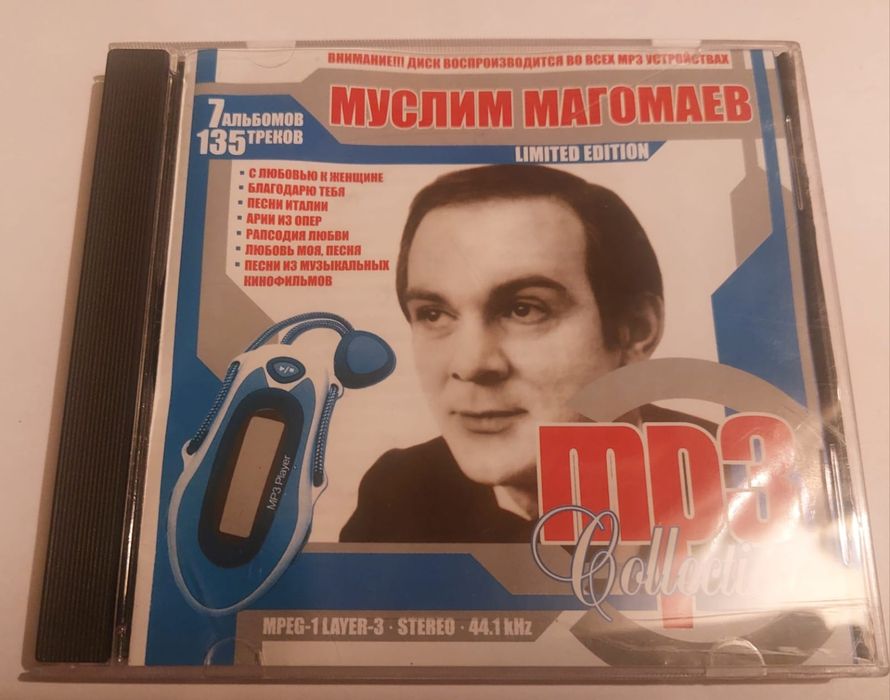 ВНИМАНИЕ!!! ДИСК ВОСПРОИЗВОДИТСЯ ВО ВСЕХ MP3 УСТРОЙСТВАХ
МУСЛИМ МАГОМАЕВ
7 АЛЬБОМОВ
135 ТРЕКОВ
LIMITED EDITION
▪ С ЛЮБОВЬЮ К ЖЕНЩИНЕ
▪ БЛАГОДАРЮ ТЕБЯ
▪ ПЕСНИ ИТАЛИИ
▪ АРИИ ИЗ ОПЕР
▪ РАПСОДИЯ ЛЮБВИ
▪ ЛЮБОВЬ МОЯ, ПЕСНЯ
▪ ПЕСНИ ИЗ МУЗЫКАЛЬНЫХ
КИНОФИЛЬМОВ
MP3 Player
mp3
MPEG-1 LAYER-3 · STEREO · 44.1 kHz